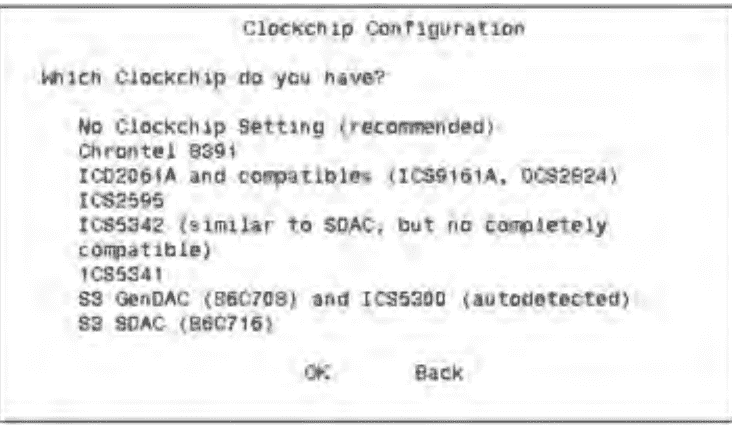 Clockchip Configuration
Which Clockchip do you have?
No Clockchip Setting (recommended)
Chrontel 8391
ICD2061A and compatibles (ICS9161A, DCS2824)
ICS2595
ICS5342 (similar to SDAC, but no completely
compatible)
ICS5341
S3 GenDAC (86C708) and ICS5300 (autodetected)
S3 SDAC (86C716)
OK Back